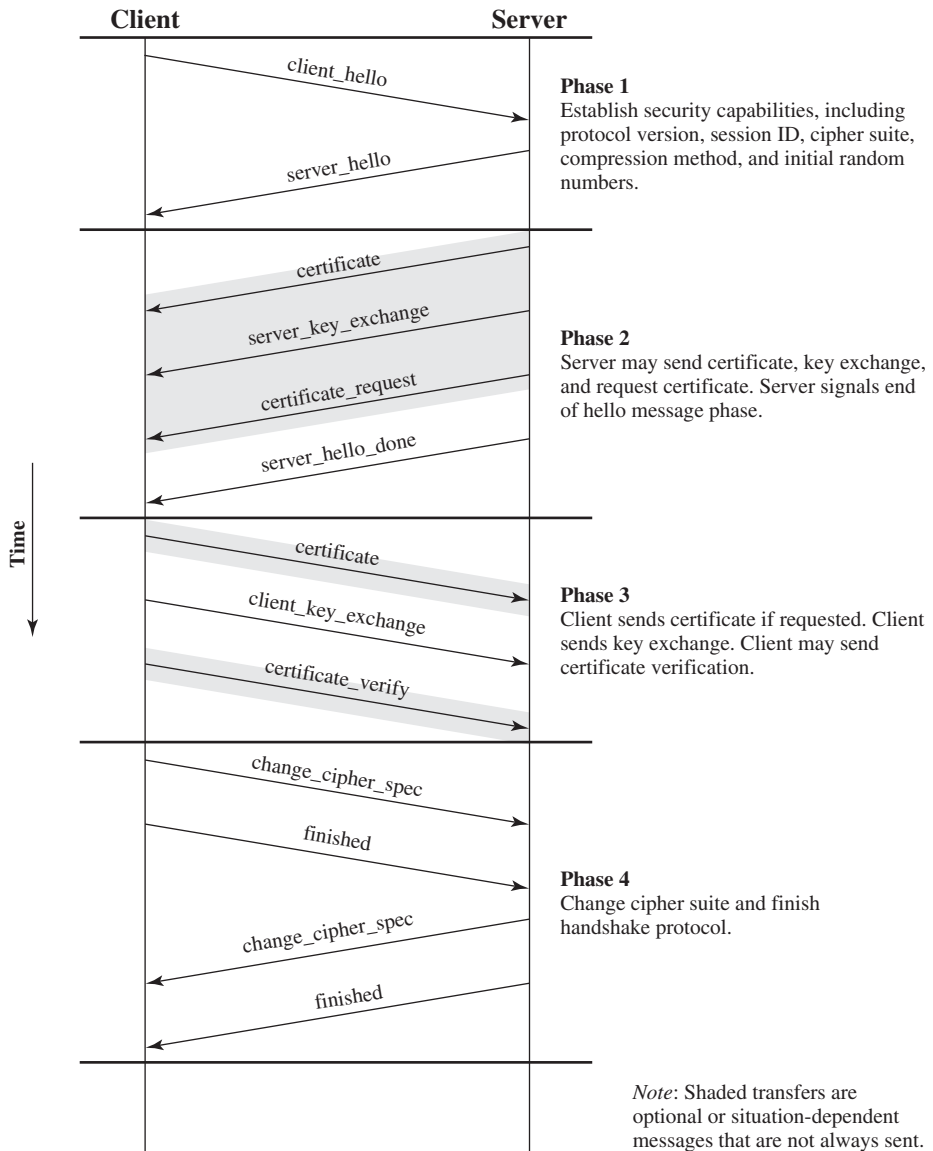 Client
Server
client_hello
server_hello
Phase 1
Establish security capabilities, including
protocol version, session ID, cipher suite,
compression method, and initial random
numbers.
certificate
server_key_exchange
certificate_request
server_hello_done
Phase 2
Server may send certificate, key exchange,
and request certificate. Server signals end
of hello message phase.
Time
certificate
client_key_exchange
certificate_verify
Phase 3
Client sends certificate if requested. Client
sends key exchange. Client may send
certificate verification.
change_cipher_spec
finished
change_cipher_spec
finished
Phase 4
Change cipher suite and finish
handshake protocol.
Note: Shaded transfers are
optional or situation-dependent
messages that are not always sent.